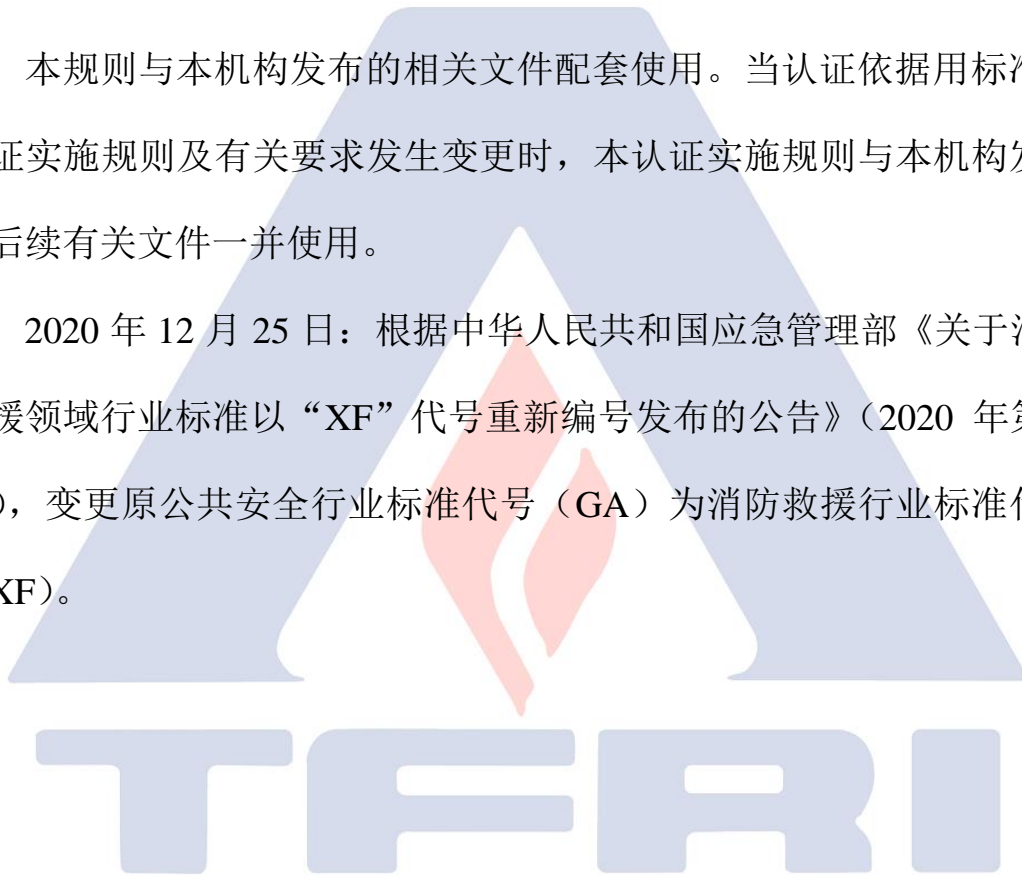 本规则与本机构发布的相关文件配套使用。当认证依据用标准
证实施规则及有关要求发生变更时，本认证实施规则与本机构发
后续有关文件一并使用。
2020 年 12 月 25 日：根据中华人民共和国应急管理部《关于
援领域行业标准以“XF”代号重新编号发布的公告》（2020 年第
），变更原公共安全行业标准代号（GA）为消防救援行业标准代
XF）。
TFRI